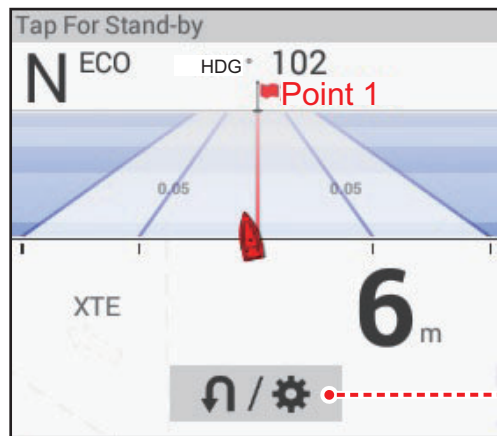 Tap For Stand-by
N ECO HDG° 102
Point 1
0.05 0.05
XTE 6 m
/